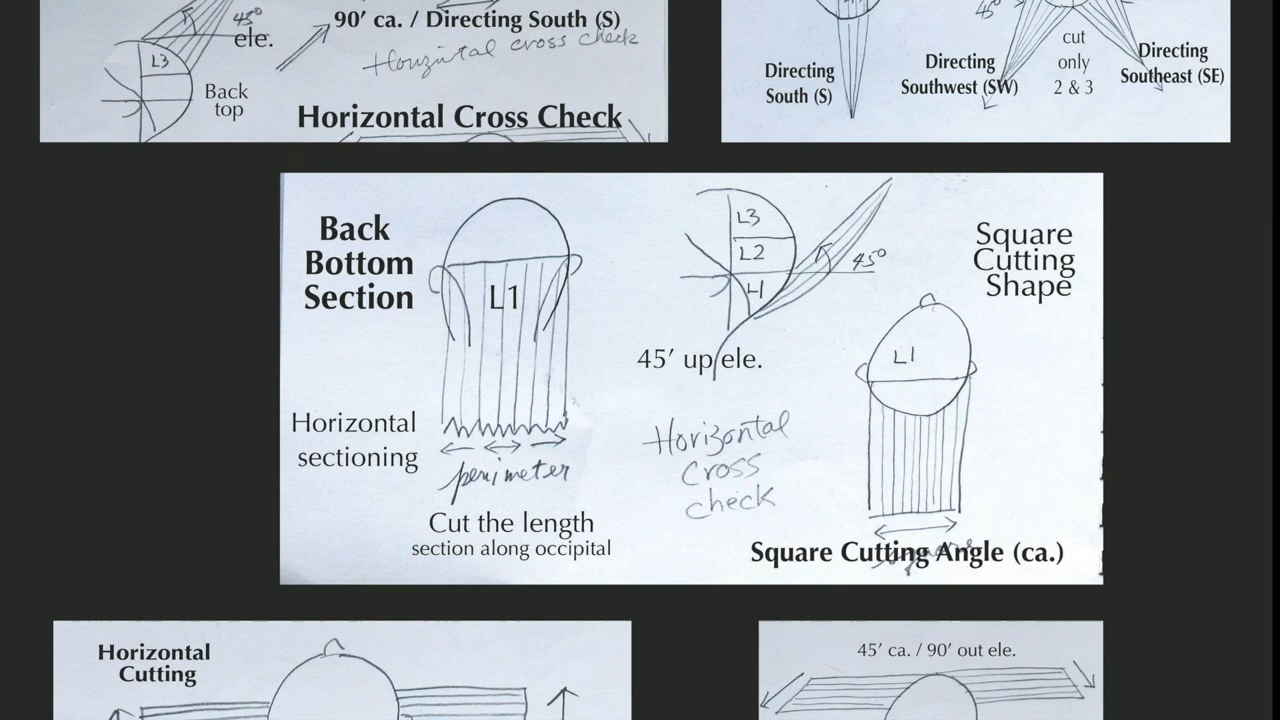 45°
ele.
L3
Back
top
90′ ca. / Directing South (S)
Horizntal cross check
Horizontal Cross Check
Directing
South (S)
45°
Directing
Southwest (SW)
cut
only
2 & 3
Directing
Southeast (SE)
Back
Bottom
Section
L1
Horizontal
sectioning
perimeter
Cut the length
section along occipital
L3
L2
L1
45°
45′ up ele.
Horizontal
cross
check
Square
Cutting
Shape
L1
square
Square Cutting Angle (ca.)
Horizontal
Cutting
45′ ca. / 90′ out ele.